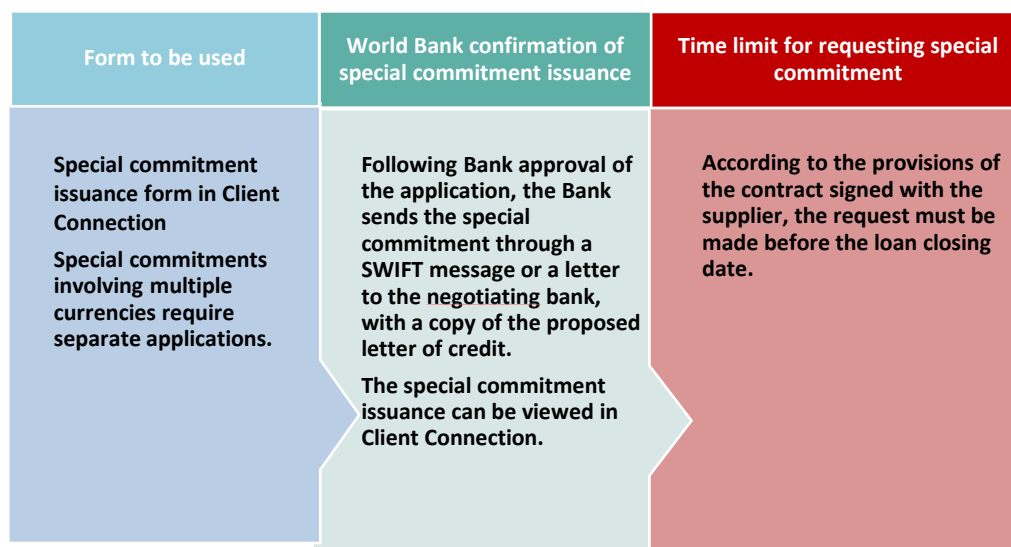 Form to be used
World Bank confirmation of
special commitment issuance
Time limit for requesting special
commitment
Special commitment
issuance form in Client
Connection
Special commitments
involving multiple
currencies require
separate applications.
Following Bank approval of
the application, the Bank
sends the special
commitment through a
SWIFT message or a letter
to the negotiating bank,
with a copy of the proposed
letter of credit.
The special commitment
issuance can be viewed in
Client Connection.
According to the provisions of
the contract signed with the
supplier, the request must be
made before the loan closing
date.